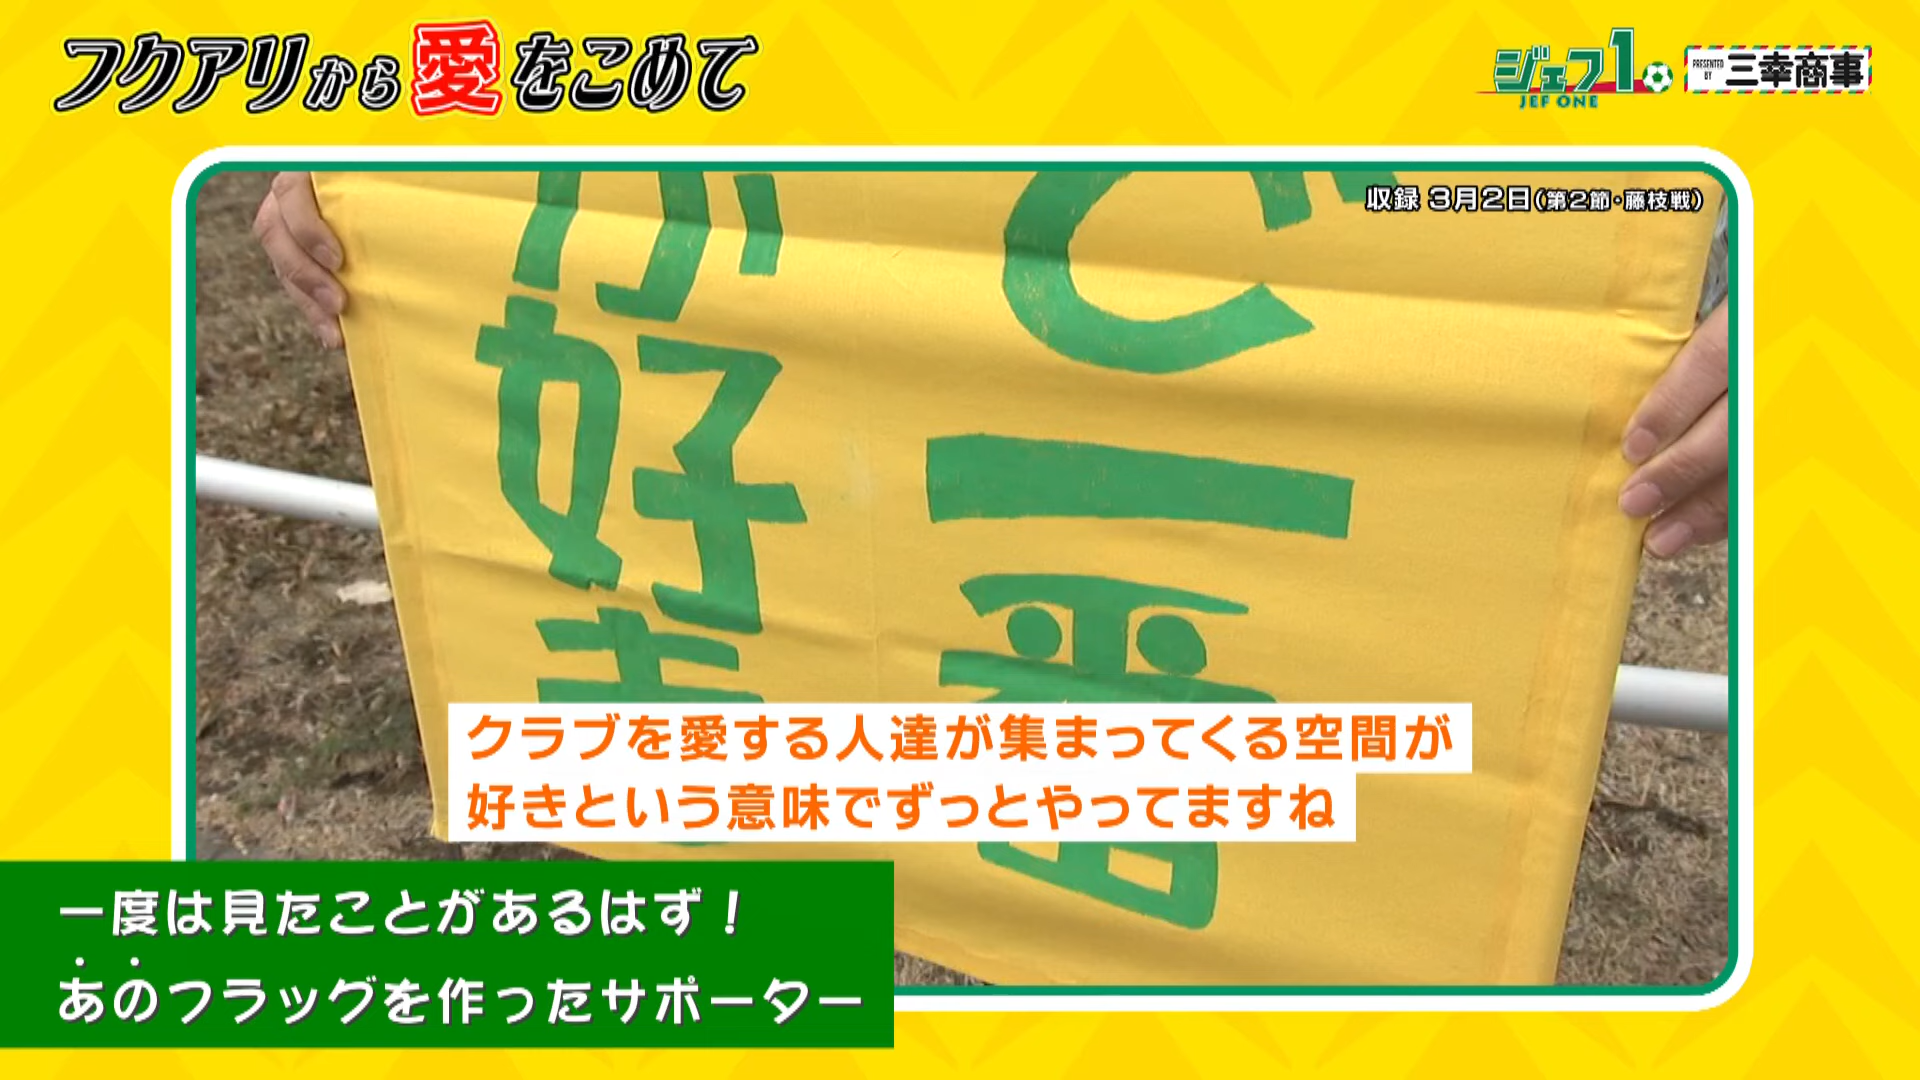 フクアリから愛をこめて
ジェフ1
JEF ONE
PRESENTED BY 三幸商事
収録 3月2日(第2節・藤枝戦)
で一番
が好き
クラブを愛する人達が集まってくる空間が
好きという意味でずっとやってますね
一度は見たことがあるはず！
あのフラッグを作ったサポーター